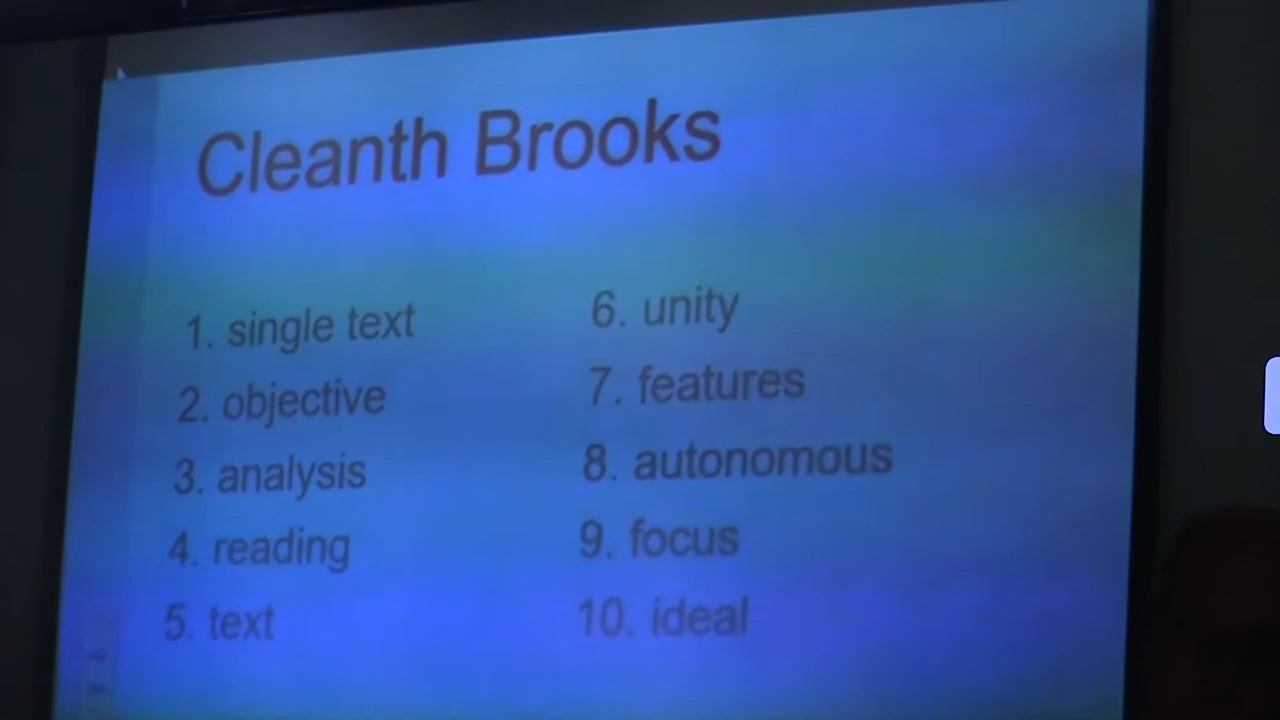 Cleanth Brooks
1. single text
2. objective
3. analysis
4. reading
5. text
6. unity
7. features
8. autonomous
9. focus
10. ideal